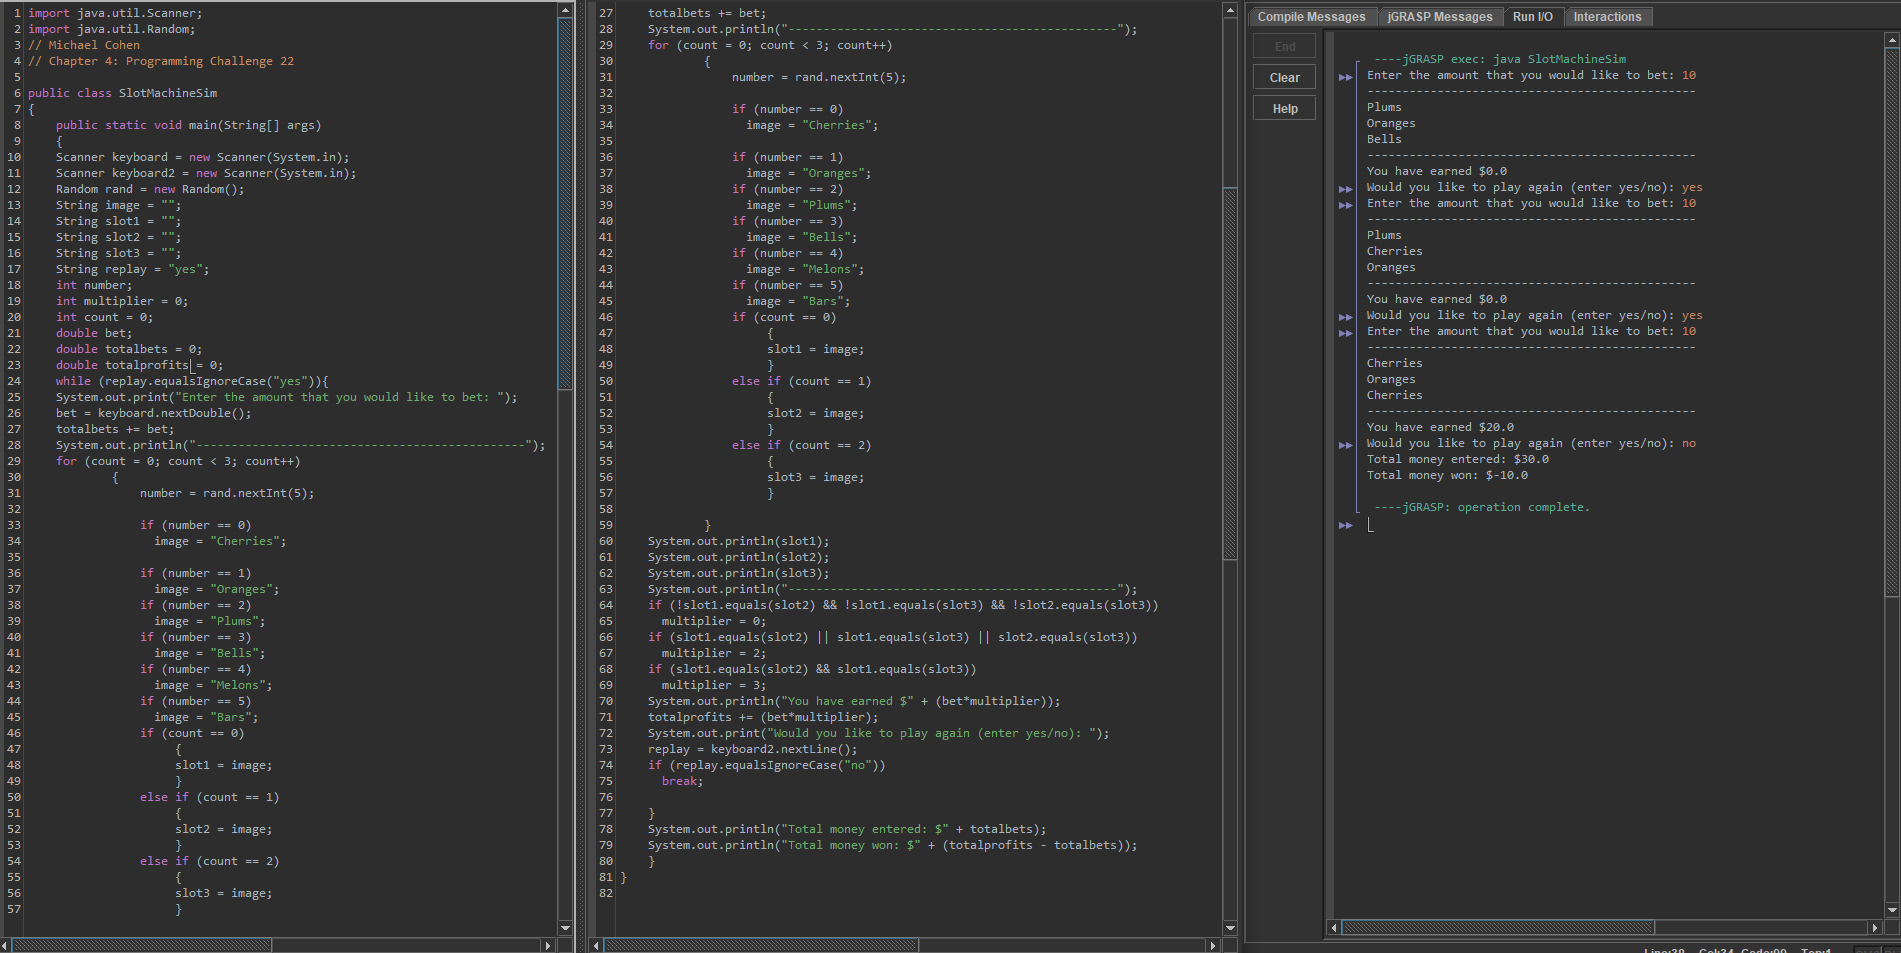 1 import java.util.Scanner;
2 import java.util.Random;
3 // Michael Cohen
4 // Chapter 4: Programming Challenge 22
5
6 public class SlotMachineSim
7 {
8 public static void main(String[] args)
9 {
10 Scanner keyboard = new Scanner(System.in);
11 Scanner keyboard2 = new Scanner(System.in);
12 Random rand = new Random();
13 String image = "";
14 String slot1 = "";
15 String slot2 = "";
16 String slot3 = "";
17 String replay = "yes";
18 int number;
19 int multiplier = 0;
20 int count = 0;
21 double bet;
22 double totalbets = 0;
23 double totalprofits = 0;
24 while (replay.equalsIgnoreCase("yes")){
25 System.out.print("Enter the amount that you would like to bet: ");
26 bet = keyboard.nextDouble();
27 totalbets += bet;
28 System.out.println("-----------------------------------------------");
29 for (count = 0; count < 3; count++)
30 {
31 number = rand.nextInt(5);
32
33 if (number == 0)
34 image = "Cherries";
35
36 if (number == 1)
37 image = "Oranges";
38 if (number == 2)
39 image = "Plums";
40 if (number == 3)
41 image = "Bells";
42 if (number == 4)
43 image = "Melons";
44 if (number == 5)
45 image = "Bars";
46 if (count == 0)
47 {
48 slot1 = image;
49 }
50 else if (count == 1)
51 {
52 slot2 = image;
53 }
54 else if (count == 2)
55 {
56 slot3 = image;
57 }
27 totalbets += bet;
28 System.out.println("-----------------------------------------------");
29 for (count = 0; count < 3; count++)
30 {
31 number = rand.nextInt(5);
32
33 if (number == 0)
34 image = "Cherries";
35
36 if (number == 1)
37 image = "Oranges";
38 if (number == 2)
39 image = "Plums";
40 if (number == 3)
41 image = "Bells";
42 if (number == 4)
43 image = "Melons";
44 if (number == 5)
45 image = "Bars";
46 if (count == 0)
47 {
48 slot1 = image;
49 }
50 else if (count == 1)
51 {
52 slot2 = image;
53 }
54 else if (count == 2)
55 {
56 slot3 = image;
57 }
58
59 }
60 System.out.println(slot1);
61 System.out.println(slot2);
62 System.out.println(slot3);
63 System.out.println("-----------------------------------------------");
64 if (!slot1.equals(slot2) && !slot1.equals(slot3) && !slot2.equals(slot3))
65 multiplier = 0;
66 if (slot1.equals(slot2) || slot1.equals(slot3) || slot2.equals(slot3))
67 multiplier = 2;
68 if (slot1.equals(slot2) && slot1.equals(slot3))
69 multiplier = 3;
70 System.out.println("You have earned $" + (bet*multiplier));
71 totalprofits += (bet*multiplier);
72 System.out.print("Would you like to play again (enter yes/no): ");
73 replay = keyboard2.nextLine();
74 if (replay.equalsIgnoreCase("no"))
75 break;
76
77 }
78 System.out.println("Total money entered: $" + totalbets);
79 System.out.println("Total money won: $" + (totalprofits - totalbets));
80 }
81 }
82
Compile Messages jGRASP Messages Run I/O Interactions
End
Clear
Help
----jGRASP exec: java SlotMachineSim
Enter the amount that you would like to bet: 10
-----------------------------------------------
Plums
Oranges
Bells
-----------------------------------------------
You have earned $0.0
Would you like to play again (enter yes/no): yes
Enter the amount that you would like to bet: 10
-----------------------------------------------
Plums
Cherries
Oranges
-----------------------------------------------
You have earned $0.0
Would you like to play again (enter yes/no): yes
Enter the amount that you would like to bet: 10
-----------------------------------------------
Cherries
Oranges
Cherries
-----------------------------------------------
You have earned $20.0
Would you like to play again (enter yes/no): no
Total money entered: $30.0
Total money won: $-10.0
----jGRASP: operation complete.